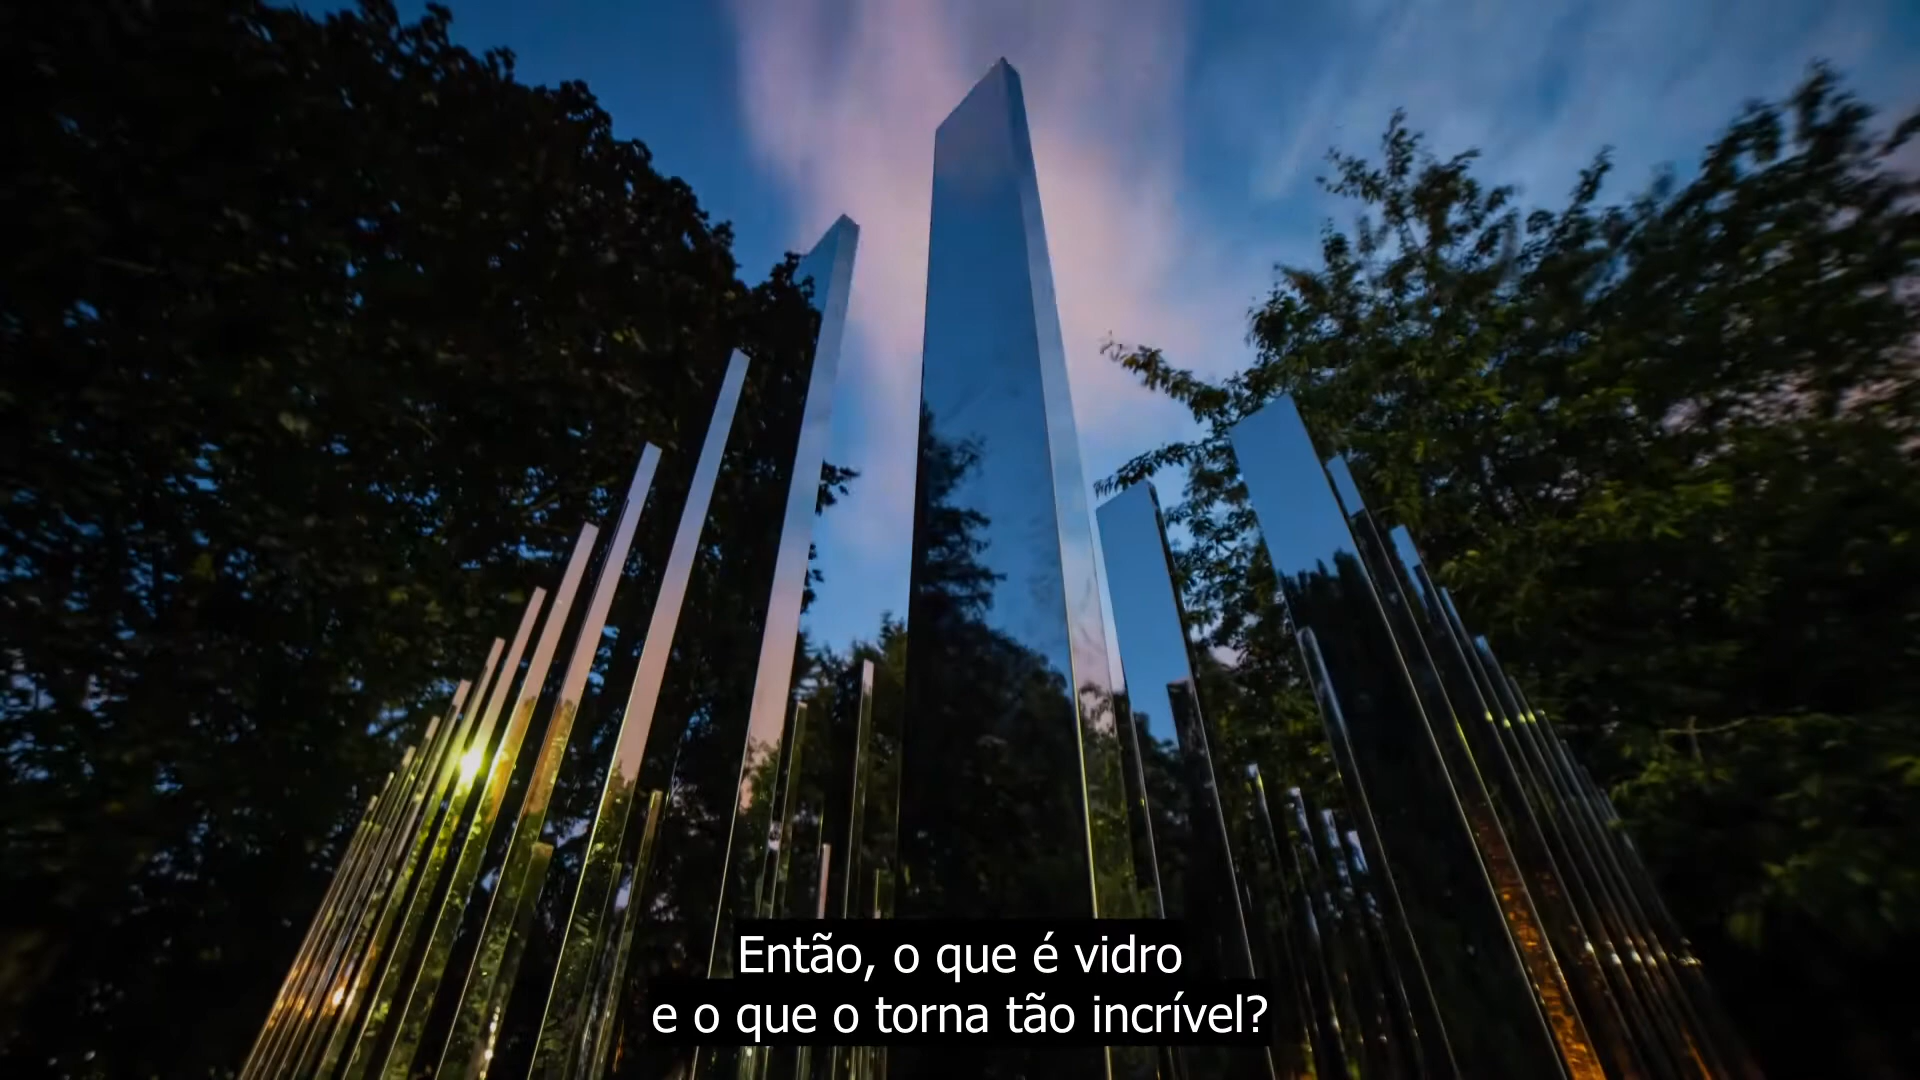 Então, o que é vidro
e o que o torna tão incrível?